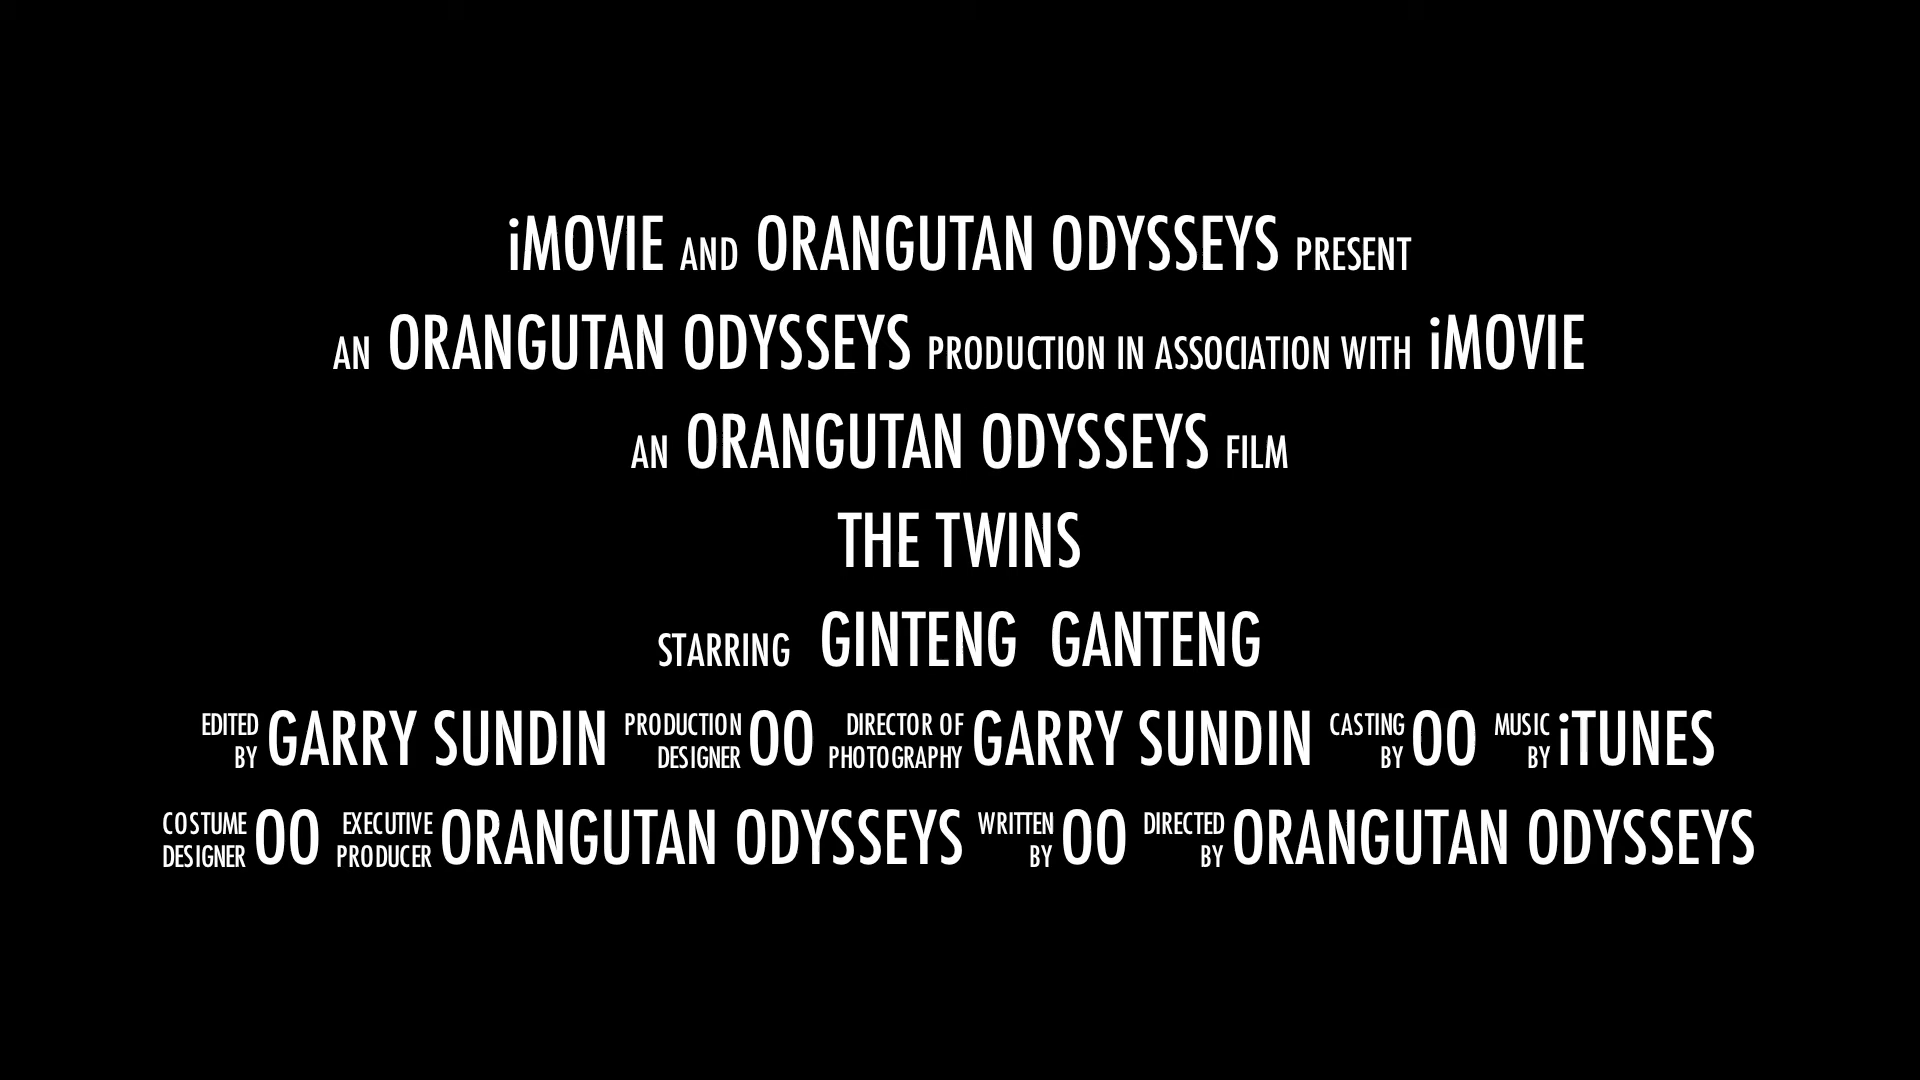 iMOVIE AND ORANGUTAN ODYSSEYS PRESENT
AN ORANGUTAN ODYSSEYS PRODUCTION IN ASSOCIATION WITH iMOVIE
AN ORANGUTAN ODYSSEYS FILM
THE TWINS
STARRING GINTENG GANTENG
EDITED BY GARRY SUNDIN PRODUCTION DESIGNER OO DIRECTOR OF PHOTOGRAPHY GARRY SUNDIN CASTING BY OO MUSIC BY iTUNES
COSTUME DESIGNER OO EXECUTIVE PRODUCER ORANGUTAN ODYSSEYS WRITTEN BY OO DIRECTED BY ORANGUTAN ODYSSEYS